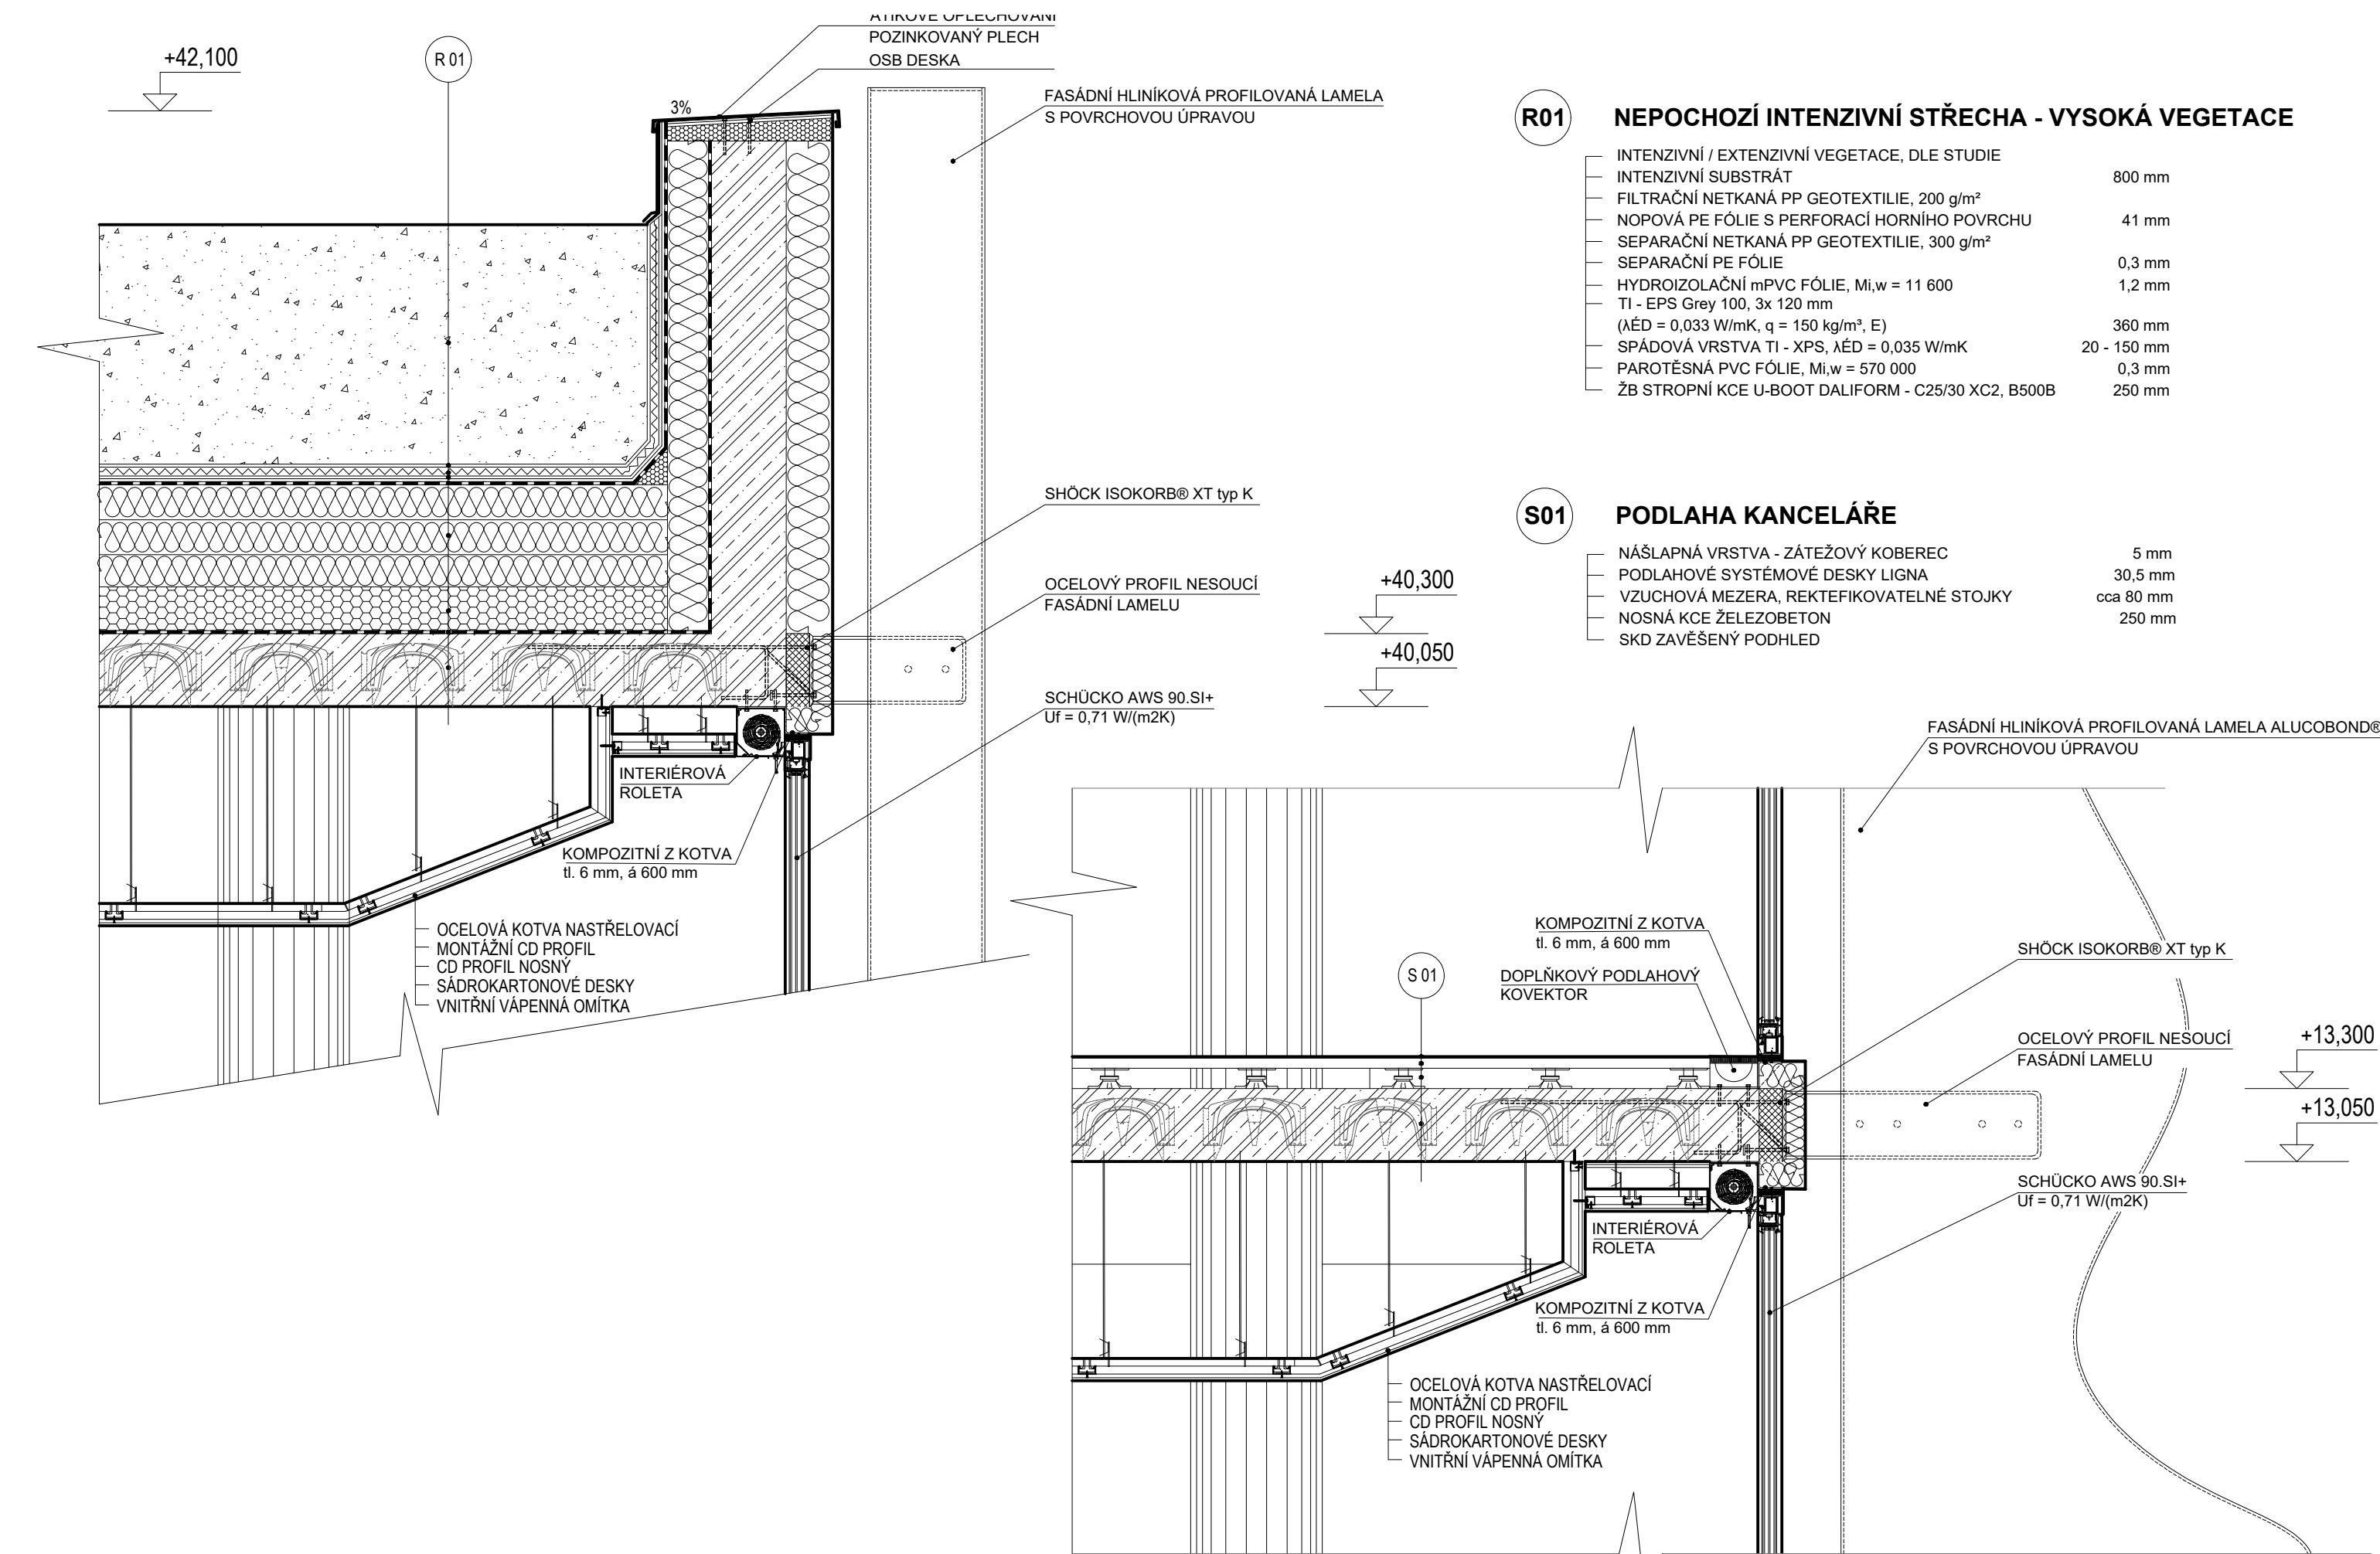 ATIKOVÉ OPLECHOVÁNÍ
POZINKOVANÝ PLECH
OSB DESKA
+42,100
R 01
3%
FASÁDNÍ HLINÍKOVÁ PROFILOVANÁ LAMELA
S POVRCHOVOU ÚPRAVOU
SHÖCK ISOKORB® XT typ K
OCELOVÝ PROFIL NESOUCÍ
FASÁDNÍ LAMELU
+40,300
+40,050
SCHÜCKO AWS 90.SI+
Uf = 0,71 W/(m2K)
INTERIÉROVÁ
ROLETA
KOMPOZITNÍ Z KOTVA
tl. 6 mm, á 600 mm
OCELOVÁ KOTVA NASTŘELOVACÍ
MONTÁŽNÍ CD PROFIL
CD PROFIL NOSNÝ
SÁDROKARTONOVÉ DESKY
VNITŘNÍ VÁPENNÁ OMÍTKA
R01 NEPOCHOZÍ INTENZIVNÍ STŘECHA - VYSOKÁ VEGETACE
INTENZIVNÍ / EXTENZIVNÍ VEGETACE, DLE STUDIE
INTENZIVNÍ SUBSTRÁT 800 mm
FILTRAČNÍ NETKANÁ PP GEOTEXTILIE, 200 g/m²
NOPOVÁ PE FÓLIE S PERFORACÍ HORNÍHO POVRCHU 41 mm
SEPARAČNÍ NETKANÁ PP GEOTEXTILIE, 300 g/m²
SEPARAČNÍ PE FÓLIE 0,3 mm
HYDROIZOLAČNÍ mPVC FÓLIE, Mi,w = 11 600 1,2 mm
TI - EPS Grey 100, 3x 120 mm
(λÉD = 0,033 W/mK, q = 150 kg/m³, E) 360 mm
SPÁDOVÁ VRSTVA TI - XPS, λÉD = 0,035 W/mK 20 - 150 mm
PAROTĚSNÁ PVC FÓLIE, Mi,w = 570 000 0,3 mm
ŽB STROPNÍ KCE U-BOOT DALIFORM - C25/30 XC2, B500B 250 mm
S01 PODLAHA KANCELÁŘE
NÁŠLAPNÁ VRSTVA - ZÁTEŽOVÝ KOBEREC 5 mm
PODLAHOVÉ SYSTÉMOVÉ DESKY LIGNA 30,5 mm
VZUCHOVÁ MEZERA, REKTEFIKOVATELNÉ STOJKY cca 80 mm
NOSNÁ KCE ŽELEZOBETON 250 mm
SKD ZAVĚŠENÝ PODHLED
FASÁDNÍ HLINÍKOVÁ PROFILOVANÁ LAMELA ALUCOBOND®
S POVRCHOVOU ÚPRAVOU
KOMPOZITNÍ Z KOTVA
tl. 6 mm, á 600 mm
S 01
DOPLŇKOVÝ PODLAHOVÝ
KOVEKTOR
SHÖCK ISOKORB® XT typ K
OCELOVÝ PROFIL NESOUCÍ
FASÁDNÍ LAMELU
+13,300
+13,050
SCHÜCKO AWS 90.SI+
Uf = 0,71 W/(m2K)
INTERIÉROVÁ
ROLETA
KOMPOZITNÍ Z KOTVA
tl. 6 mm, á 600 mm
OCELOVÁ KOTVA NASTŘELOVACÍ
MONTÁŽNÍ CD PROFIL
CD PROFIL NOSNÝ
SÁDROKARTONOVÉ DESKY
VNITŘNÍ VÁPENNÁ OMÍTKA